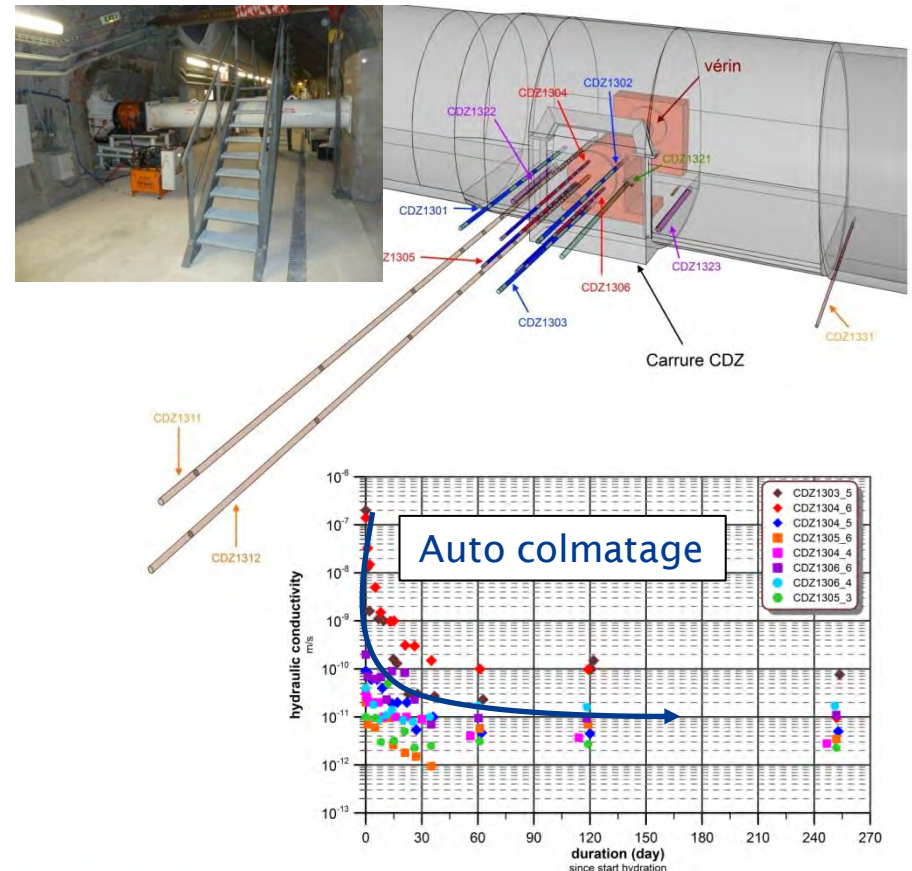 vérin
CDZ1302
CDZ1304
CDZ1322
CDZ1321
CDZ1301
Z1305
CDZ1323
CDZ1306
CDZ1303
CDZ1331
Carrure CDZ
CDZ1311
CDZ1312
Auto colmatage
CDZ1303_5
CDZ1304_6
CDZ1304_5
CDZ1305_6
CDZ1304_4
CDZ1306_6
CDZ1306_4
CDZ1305_3
hydraulic conductivity
m/s
10⁻⁶
10⁻⁷
10⁻⁸
10⁻⁹
10⁻¹⁰
10⁻¹¹
10⁻¹²
10⁻¹³
0 30 60 90 120 150 180 210 240 270
duration (day)
since start hydration